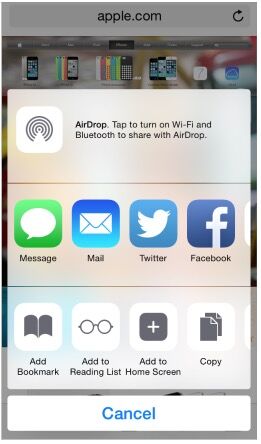 apple.com
iPhone
AirDrop. Tap to turn on Wi-Fi and
Bluetooth to share with AirDrop.
Message
Mail
Twitter
Facebook
Add
Bookmark
Add to
Reading List
Add to
Home Screen
Copy
Cancel